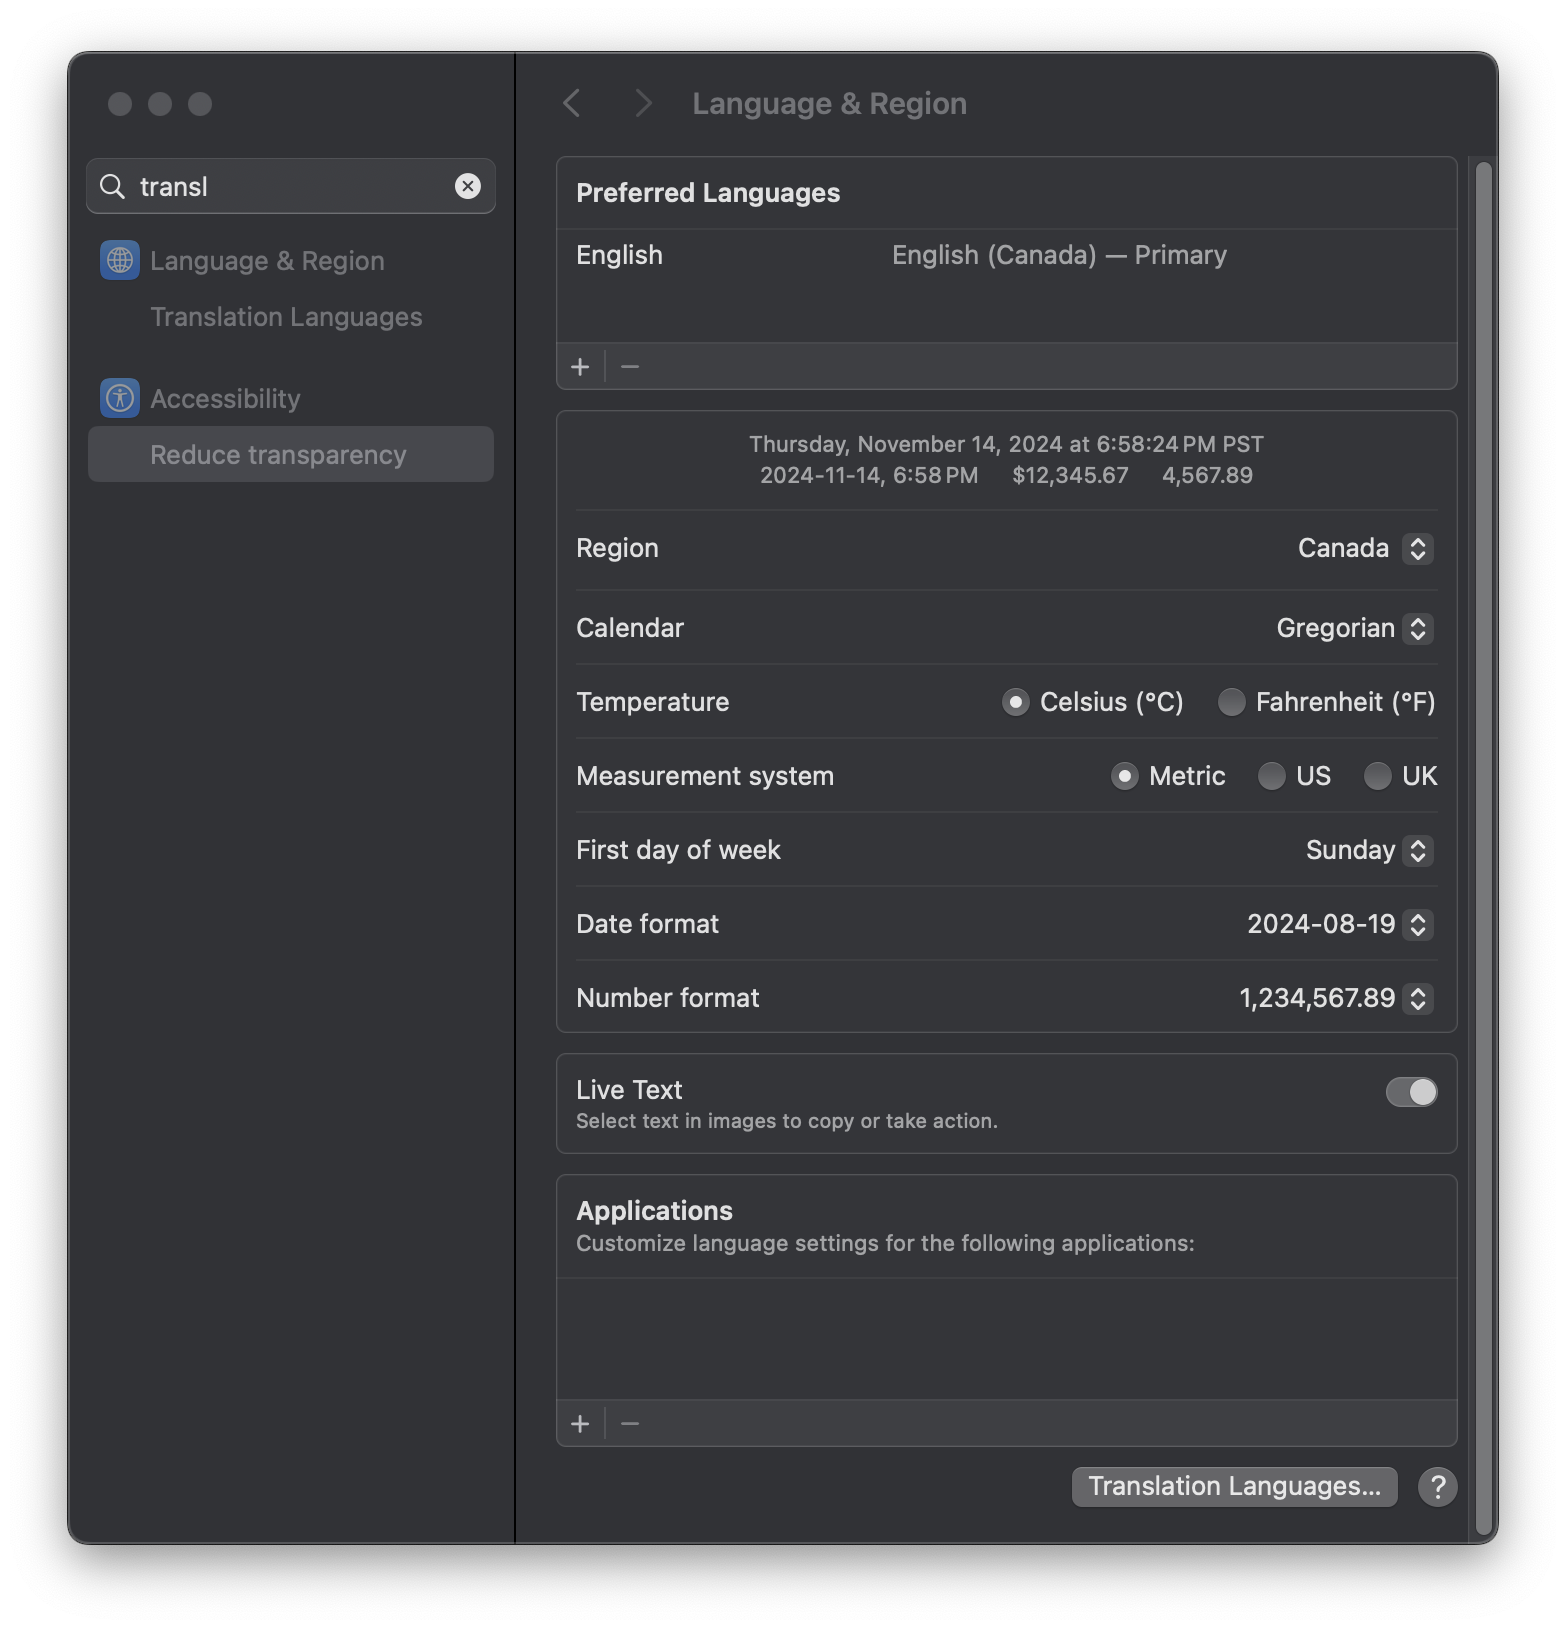 transl
Language & Region
Translation Languages
Accessibility
Reduce transparency
Language & Region
Preferred Languages
English English (Canada) — Primary
Thursday, November 14, 2024 at 6:58:24 PM PST
2024-11-14, 6:58 PM $12,345.67 4,567.89
Region Canada
Calendar Gregorian
Temperature Celsius (°C) Fahrenheit (°F)
Measurement system Metric US UK
First day of week Sunday
Date format 2024-08-19
Number format 1,234,567.89
Live Text
Select text in images to copy or take action.
Applications
Customize language settings for the following applications:
Translation Languages... ?